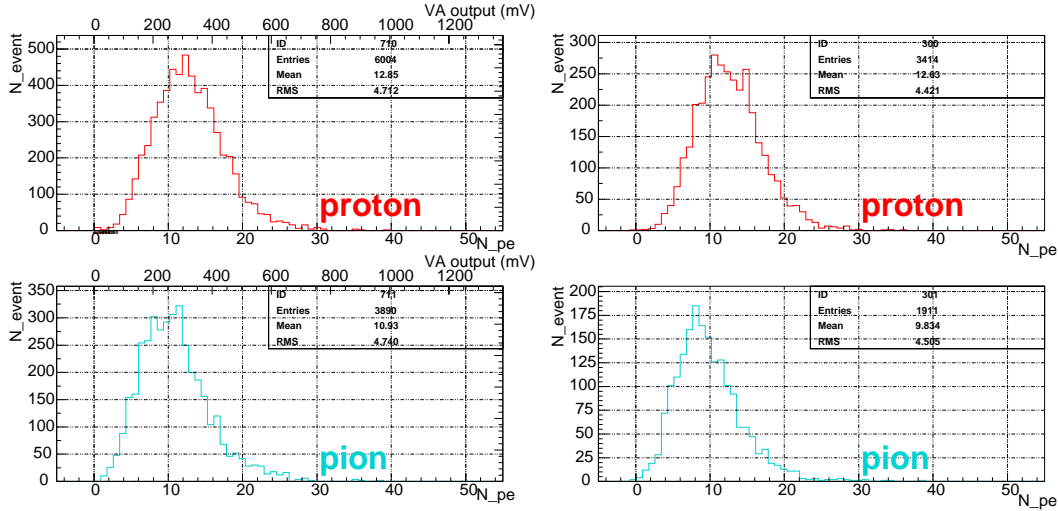 VA output (mV)
0 200 400 600 800 1000 1200
N_event
500
400
300
200
100
0
ID 710
Entries 6004
Mean 12.85
RMS 4.712
proton
0 10 20 30 40 50
N_pe
N_event
300
250
200
150
100
50
0
ID 300
Entries 3414
Mean 12.63
RMS 4.421
proton
0 10 20 30 40 50
N_pe
VA output (mV)
0 200 400 600 800 1000 1200
N_event
350
300
250
200
150
100
50
0
ID 711
Entries 3890
Mean 10.93
RMS 4.740
pion
0 10 20 30 40 50
N_pe
N_event
200
175
150
125
100
75
50
25
0
ID 301
Entries 1911
Mean 9.834
RMS 4.505
pion
0 10 20 30 40 50
N_pe